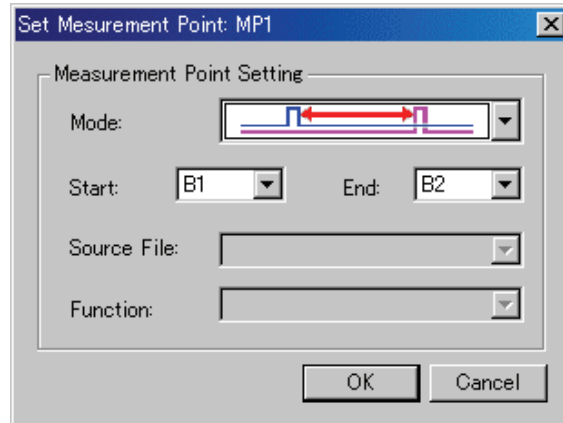 Set Mesurement Point: MP1
Measurement Point Setting
Mode:
Start: B1 End: B2
Source File:
Function:
OK Cancel